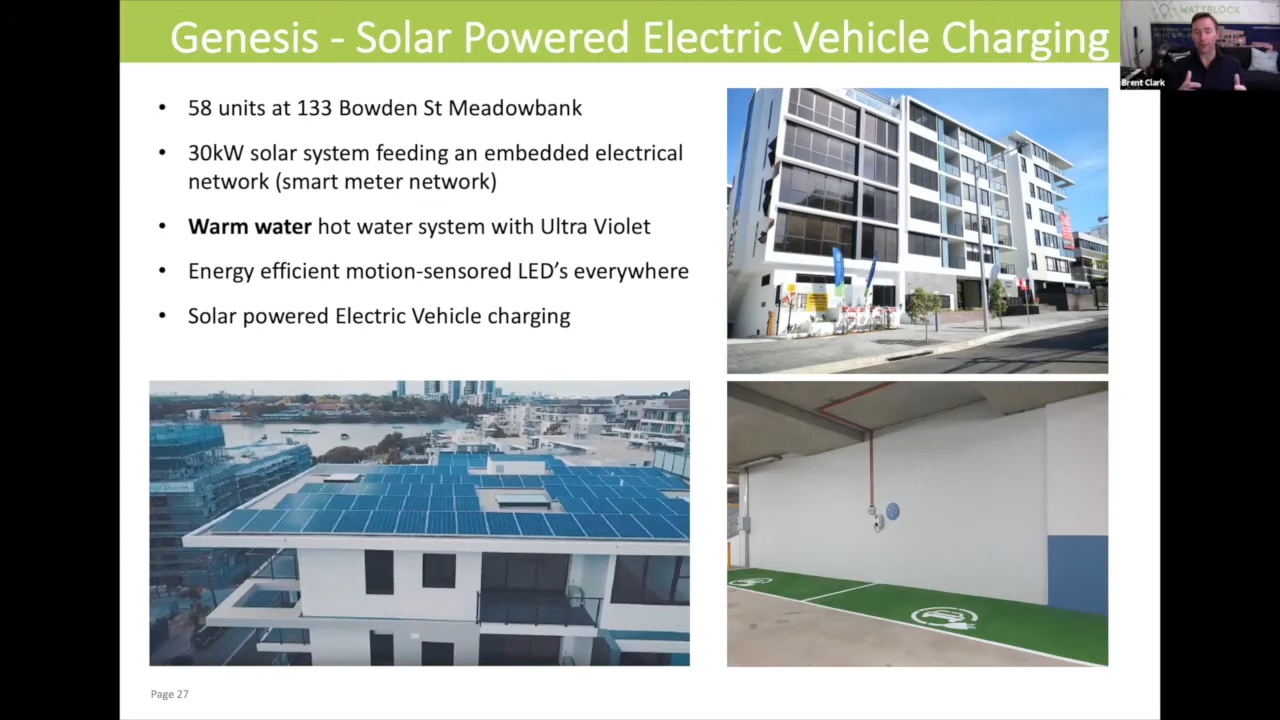 Genesis - Solar Powered Electric Vehicle Charging
WATTBLOCK
Brent Clark
• 58 units at 133 Bowden St Meadowbank
• 30kW solar system feeding an embedded electrical
network (smart meter network)
• Warm water hot water system with Ultra Violet
• Energy efficient motion-sensored LED’s everywhere
• Solar powered Electric Vehicle charging
Page 27